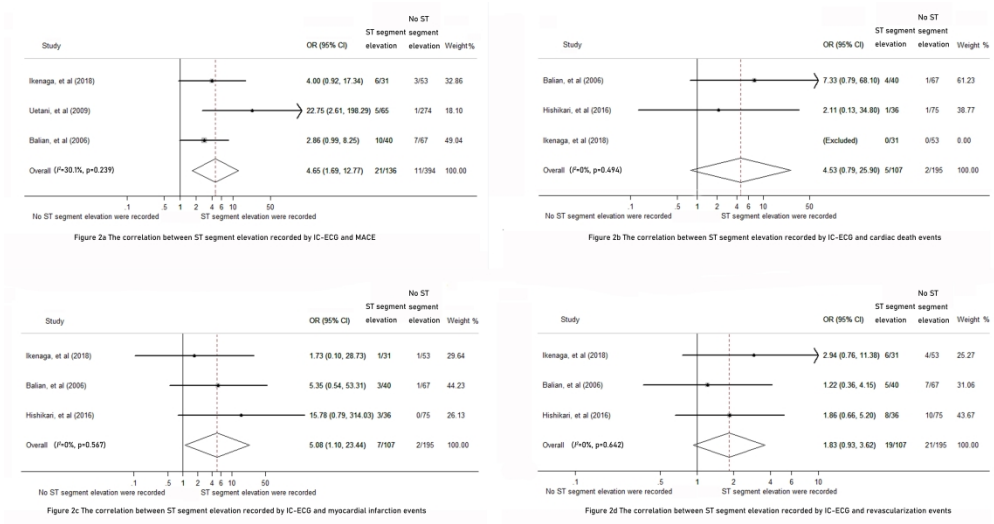 No ST
ST segment segment
Study OR (95% CI) elevation elevation Weight %
Ikenaga, et al (2018) 4.00 (0.92, 17.34) 6/31 3/53 32.86
Uetani, et al (2009) 22.75 (2.61, 198.29) 5/65 1/274 18.10
Balian, et al (2006) 2.86 (0.99, 8.25) 10/40 7/67 49.04
Overall (I²=30.1%, p=0.239) 4.65 (1.69, 12.77) 21/136 11/394 100.00
.1 .5 1 2 4 6 10 50
No ST segment elevation were recorded ST segment elevation were recorded
Figure 2a The correlation between ST segment elevation recorded by IC-ECG and MACE
No ST
ST segment segment
Study OR (95% CI) elevation elevation Weight %
Balian, et al (2006) 7.33 (0.79, 68.10) 4/40 1/67 61.23
Hishikari, et al (2016) 2.11 (0.13, 34.80) 1/36 1/75 38.77
Ikenaga, et al (2018) (Excluded) 0/31 0/53 0.00
Overall (I²=0%, p=0.494) 4.53 (0.79, 25.90) 5/107 2/195 100.00
.1 .5 1 2 4 6 10 50
No ST segment elevation were recorded ST segment elevation were recorded
Figure 2b The correlation between ST segment elevation recorded by IC-ECG and cardiac death events
No ST
ST segment segment
Study OR (95% CI) elevation elevation Weight %
Ikenaga, et al (2018) 1.73 (0.10, 28.73) 1/31 1/53 29.64
Balian, et al (2006) 5.35 (0.54, 53.31) 3/40 1/67 44.23
Hishikari, et al (2016) 15.78 (0.79, 314.03) 3/36 0/75 26.13
Overall (I²=0%, p=0.567) 5.08 (1.10, 23.44) 7/107 2/195 100.00
.1 .5 1 2 4 6 10 50
No ST segment elevation were recorded ST segment elevation were recorded
Figure 2c The correlation between ST segment elevation recorded by IC-ECG and myocardial infarction events
No ST
ST segment segment
Study OR (95% CI) elevation elevation Weight %
Ikenaga, et al (2018) 2.94 (0.76, 11.38) 6/31 4/53 25.27
Balian, et al (2006) 1.22 (0.36, 4.15) 5/40 7/67 31.06
Hishikari, et al (2016) 1.86 (0.66, 5.20) 8/36 10/75 43.67
Overall (I²=0%, p=0.642) 1.83 (0.93, 3.62) 19/107 21/195 100.00
.1 1 2 4 6 10
No ST segment elevation were recorded ST segment elevation were recorded
Figure 2d The correlation between ST segment elevation recorded by IC-ECG and revascularization events